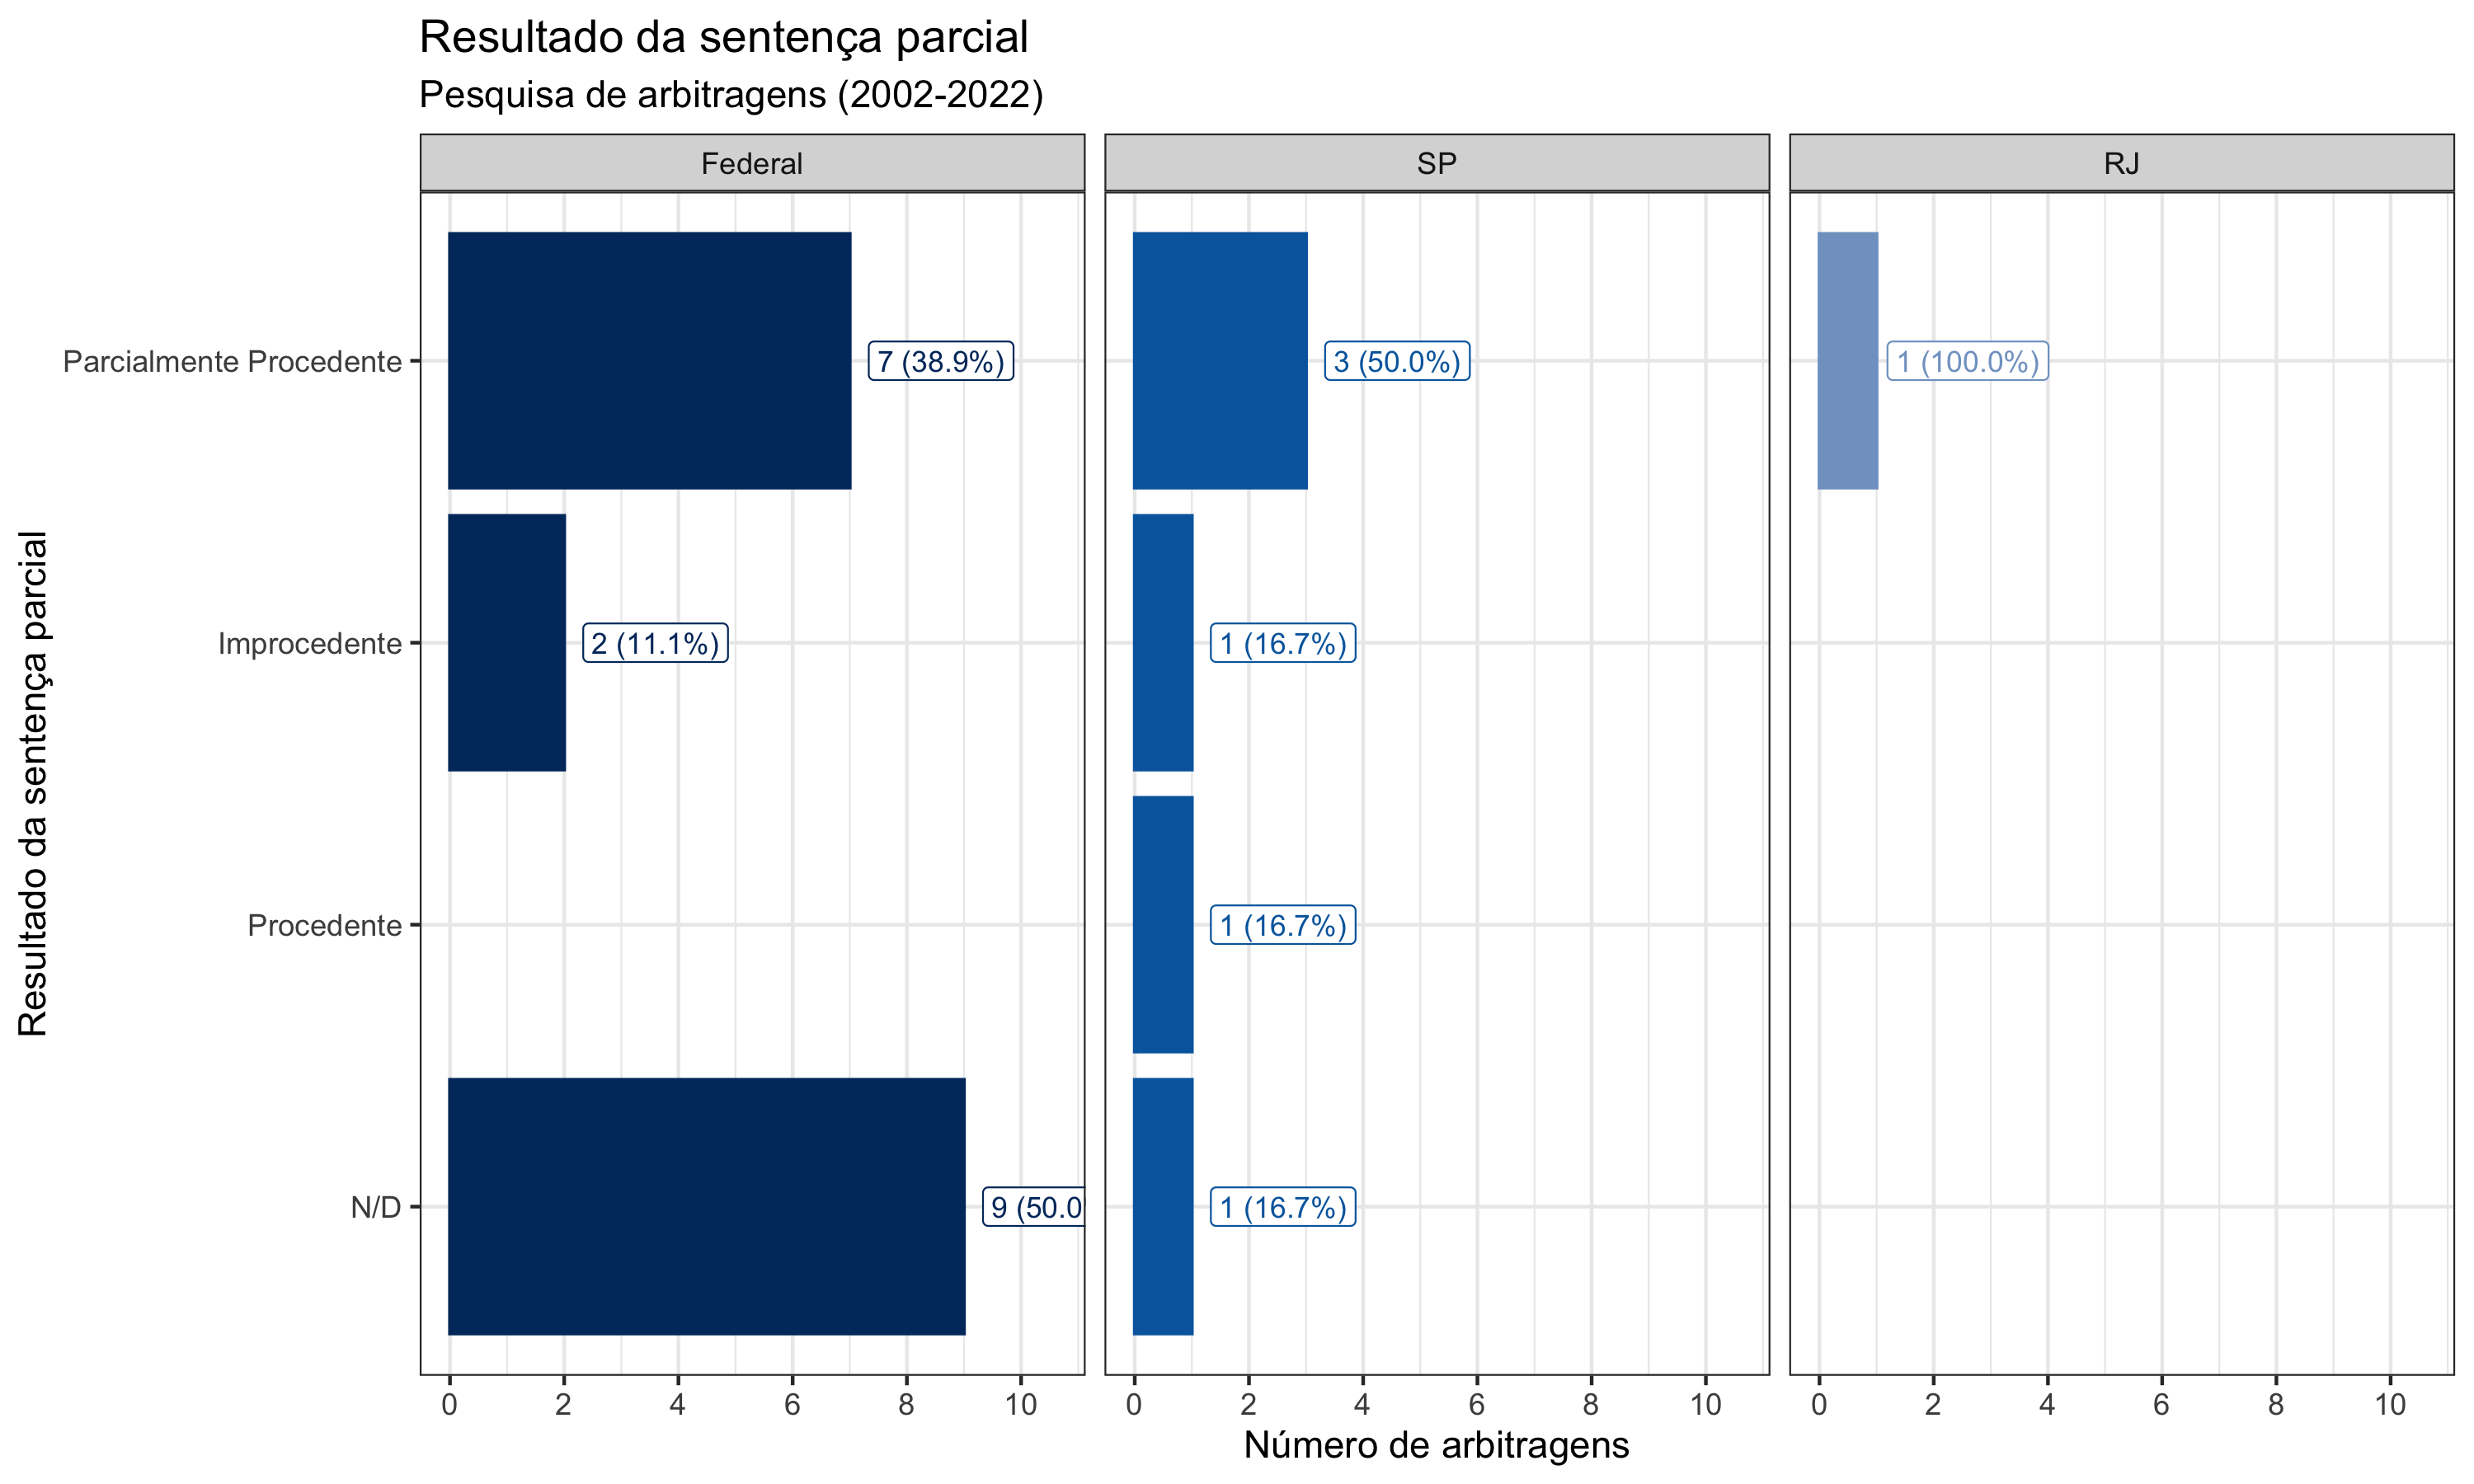 Resultado da sentença parcial
Pesquisa de arbitragens (2002-2022)
Federal
SP
RJ
Resultado da sentença parcial
Parcialmente Procedente
7 (38.9%)
3 (50.0%)
1 (100.0%)
Improcedente
2 (11.1%)
1 (16.7%)
Procedente
1 (16.7%)
N/D
9 (50.0
1 (16.7%)
0 2 4 6 8 10
0 2 4 6 8 10
0 2 4 6 8 10
Número de arbitragens